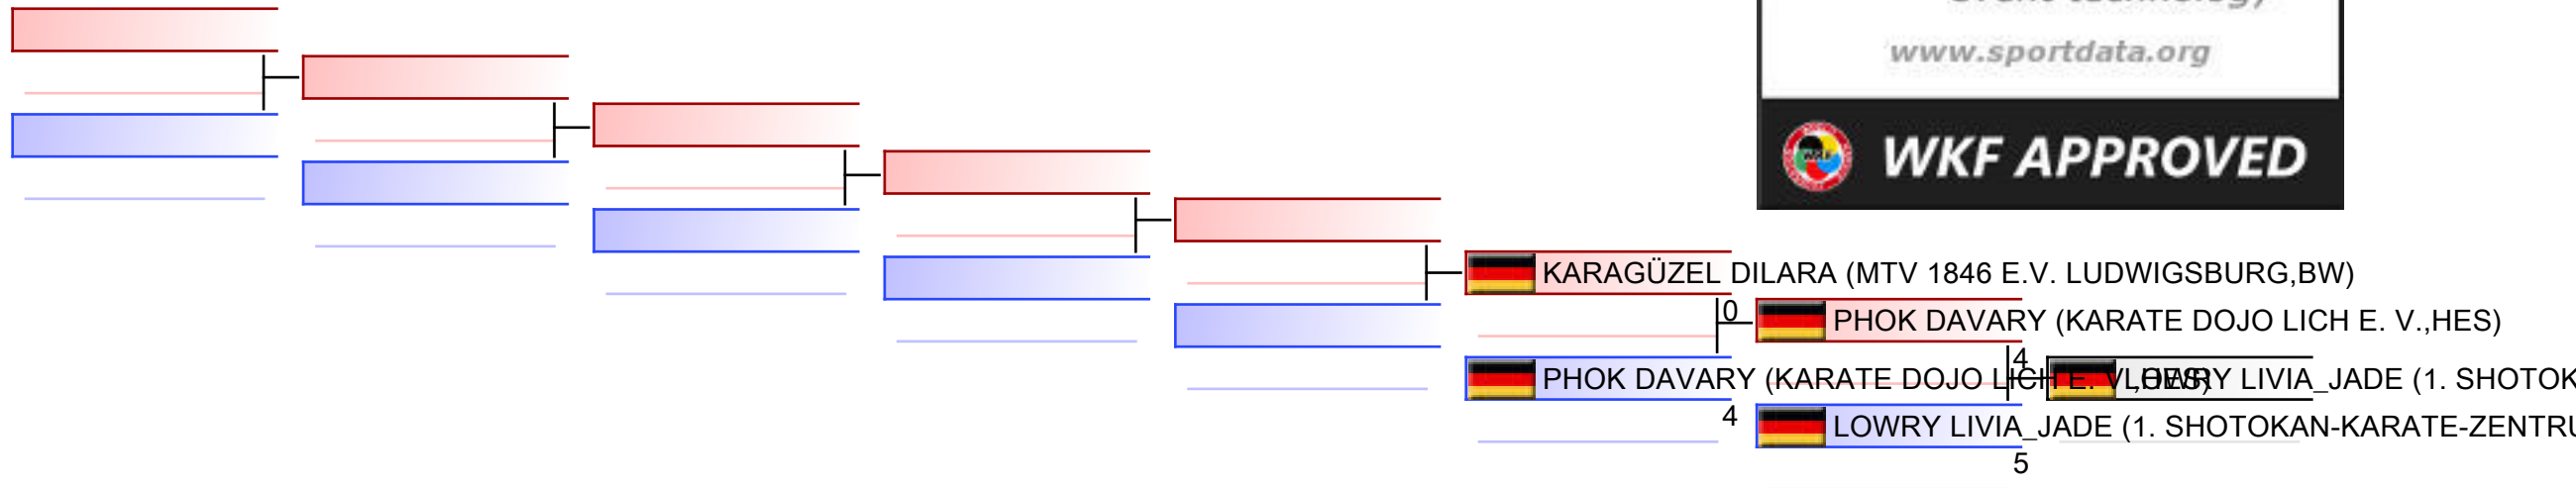 www.sportdata.org
WKF APPROVED
KARAGÜZEL DILARA (MTV 1846 E.V. LUDWIGSBURG,BW)
0
PHOK DAVARY (KARATE DOJO LICH E. V.,HES)
4
PHOK DAVARY (KARATE DOJO LICH E. V.,HES)
LOWRY LIVIA_JADE (1. SHOTOK
4
LOWRY LIVIA_JADE (1. SHOTOKAN-KARATE-ZENTRU
5